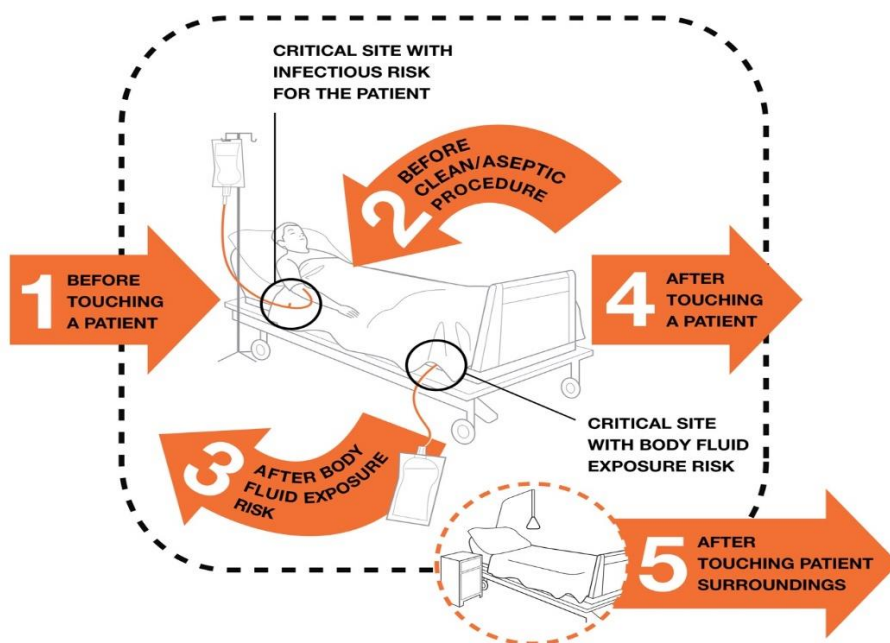 CRITICAL SITE WITH
INFECTIOUS RISK
FOR THE PATIENT
2
BEFORE
CLEAN/ASEPTIC
PROCEDURE
1
BEFORE
TOUCHING
A PATIENT
4
AFTER
TOUCHING
A PATIENT
3
AFTER BODY
FLUID EXPOSURE
RISK
CRITICAL SITE
WITH BODY FLUID
EXPOSURE RISK
5
AFTER
TOUCHING PATIENT
SURROUNDINGS